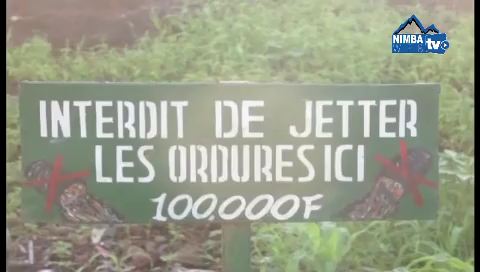 NIMBA
tv
INTERDIT DE JETTER
LES ORDURES ICI
100.000F